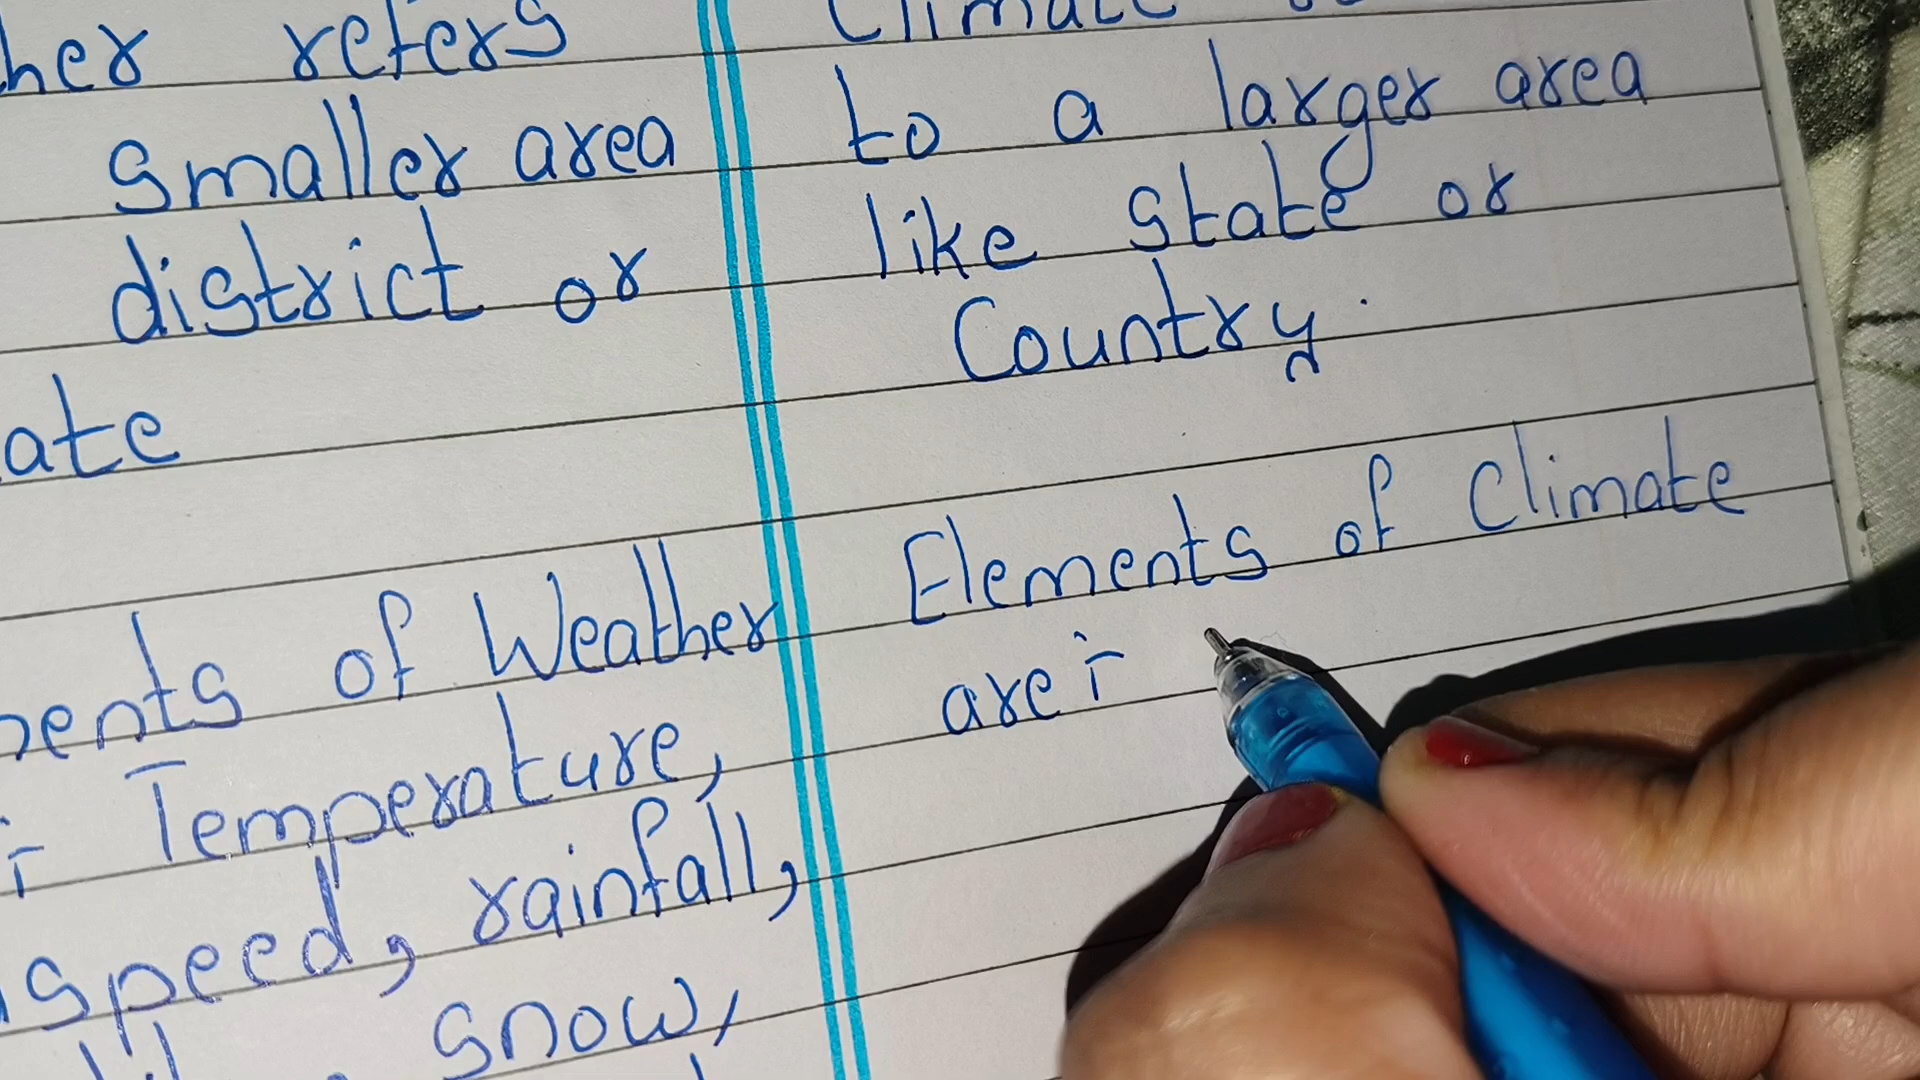 refers
smaller area
district or
ate
ents of Weather
:- Temperature,
speed, rainfall,
snow,
Climate
to a larger area
like state or
Country.
Elements of Climate
are :-